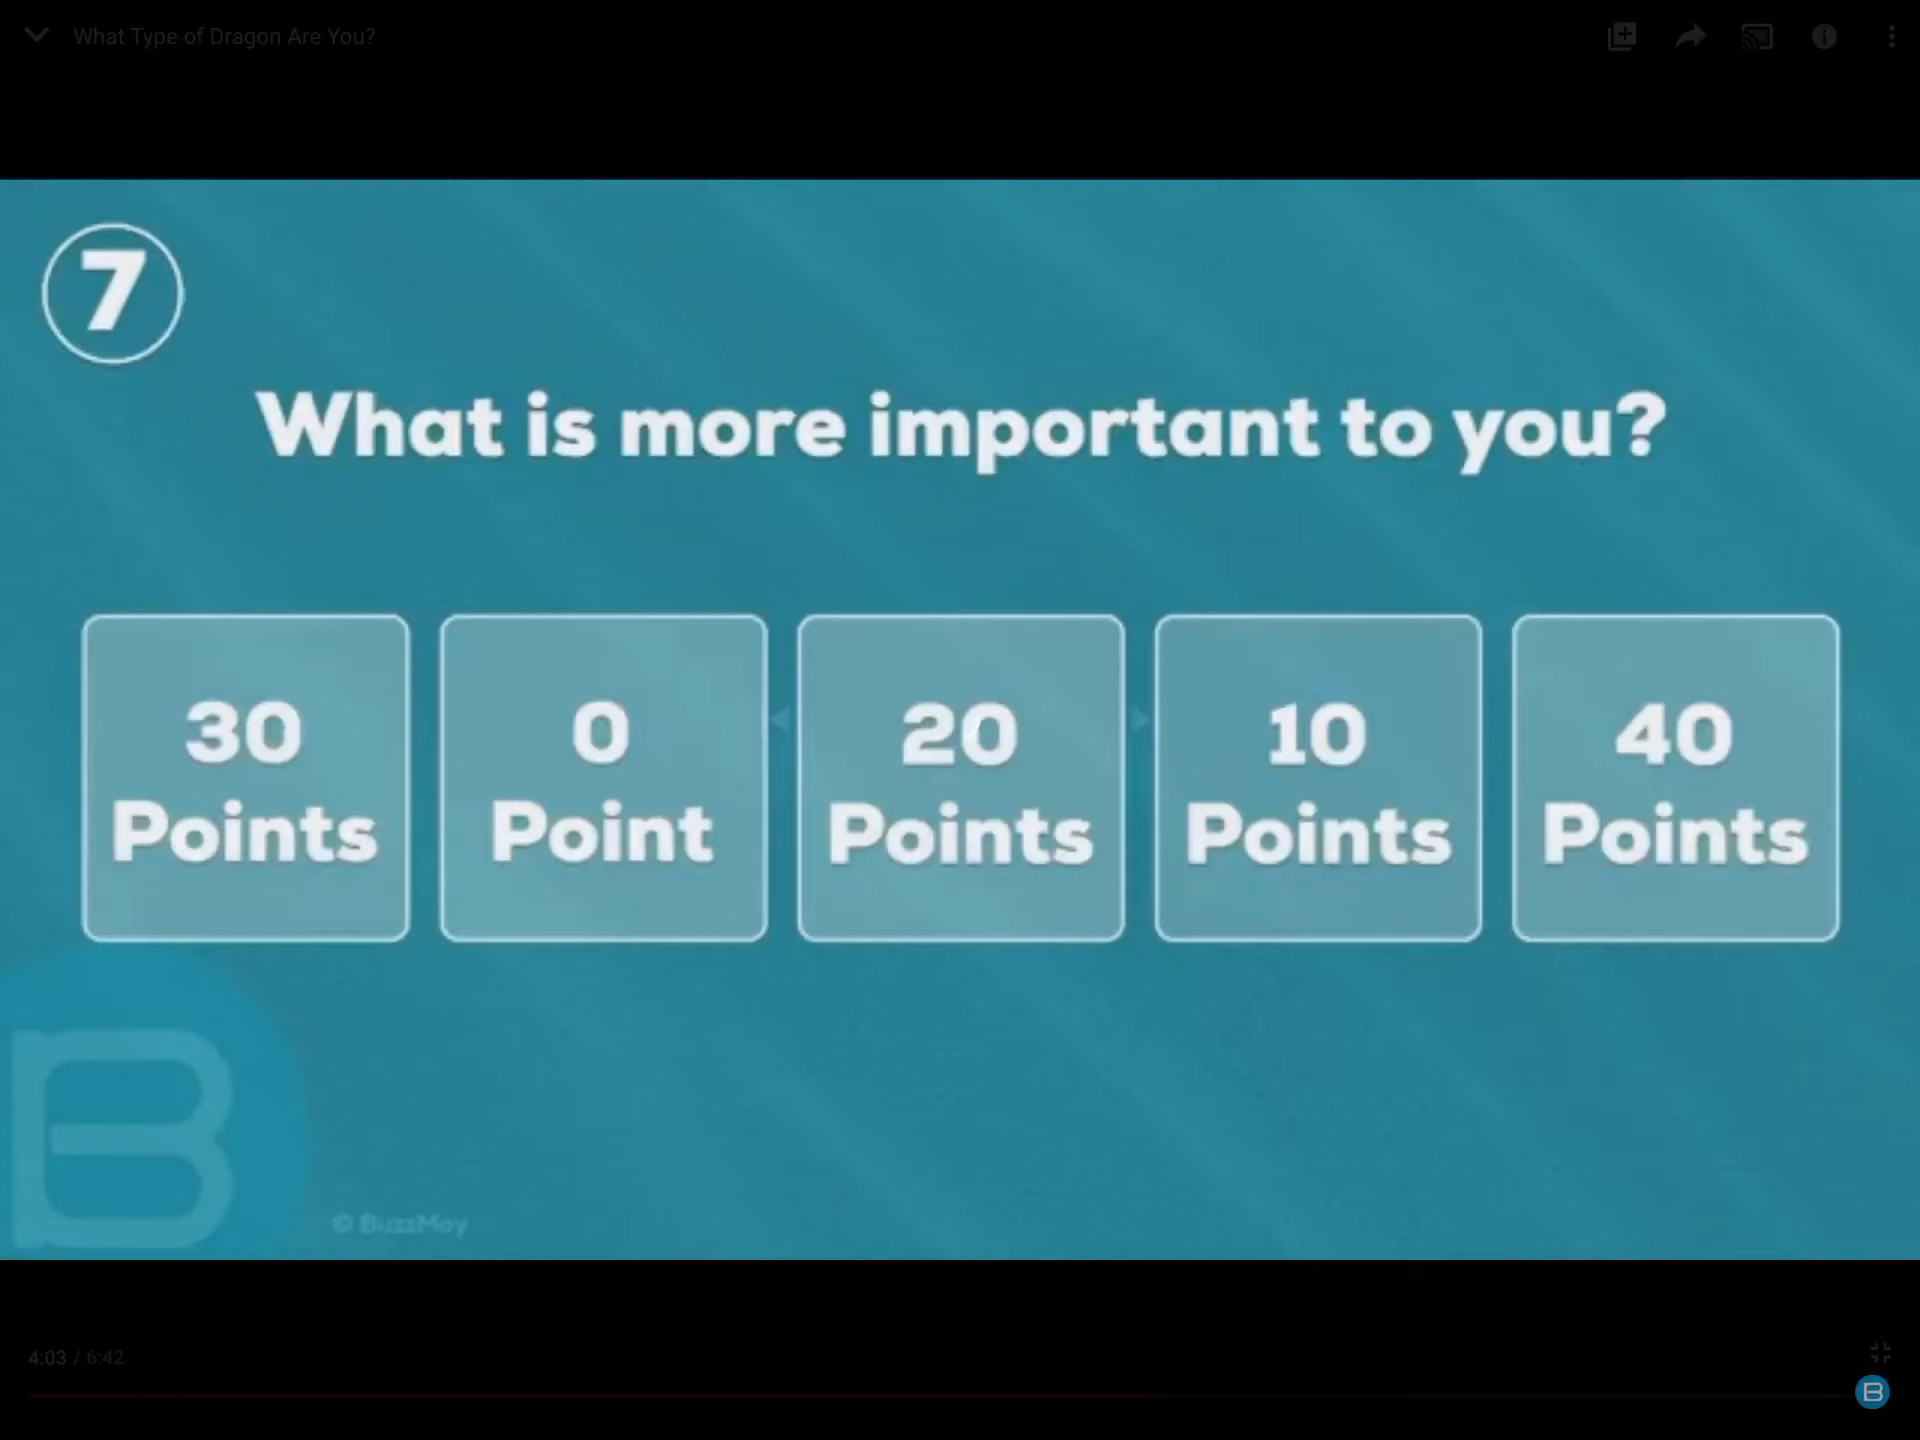 What Type of Dragon Are You?
7
What is more important to you?
30
Points
0
Point
20
Points
10
Points
40
Points
B
© BuzzMoy
4:03 / 6:42
B